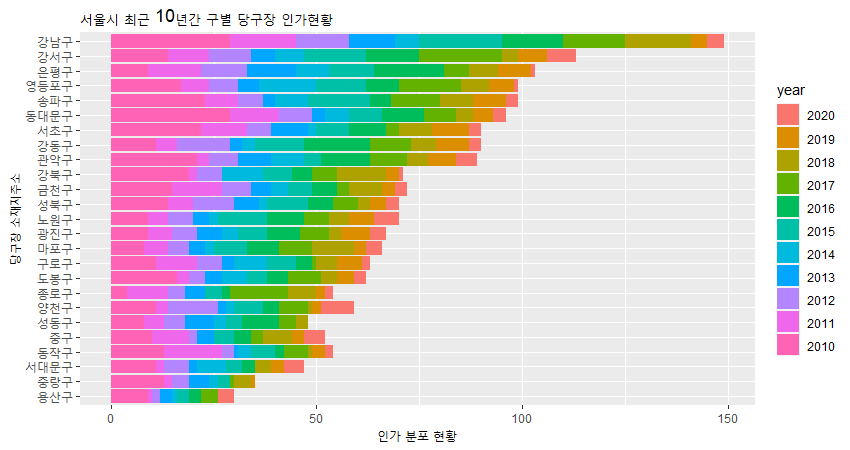 서울시 최근 10년간 구별 당구장 인가현황
당구장 소재지주소
강남구
강서구
은평구
영등포구
송파구
동대문구
서초구
강동구
관악구
강북구
금천구
성북구
노원구
광진구
마포구
구로구
도봉구
종로구
양천구
성동구
중구
동작구
서대문구
중랑구
용산구
0 50 100 150
인가 분포 현황
year
2020
2019
2018
2017
2016
2015
2014
2013
2012
2011
2010